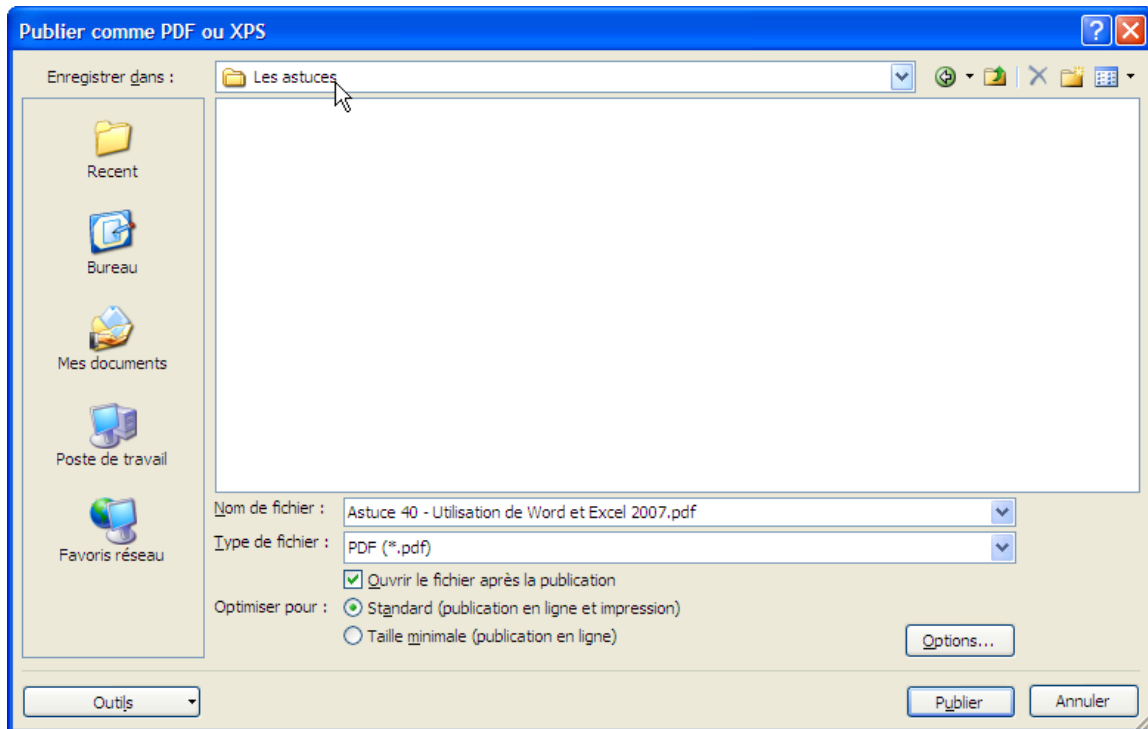 Publier comme PDF ou XPS
Enregistrer dans :
Les astuces
Recent
Bureau
Mes documents
Poste de travail
Favoris réseau
Nom de fichier :
Astuce 40 - Utilisation de Word et Excel 2007.pdf
Type de fichier :
PDF (*.pdf)
Ouvrir le fichier après la publication
Optimiser pour :
Standard (publication en ligne et impression)
Taille minimale (publication en ligne)
Options...
Outils
Publier
Annuler